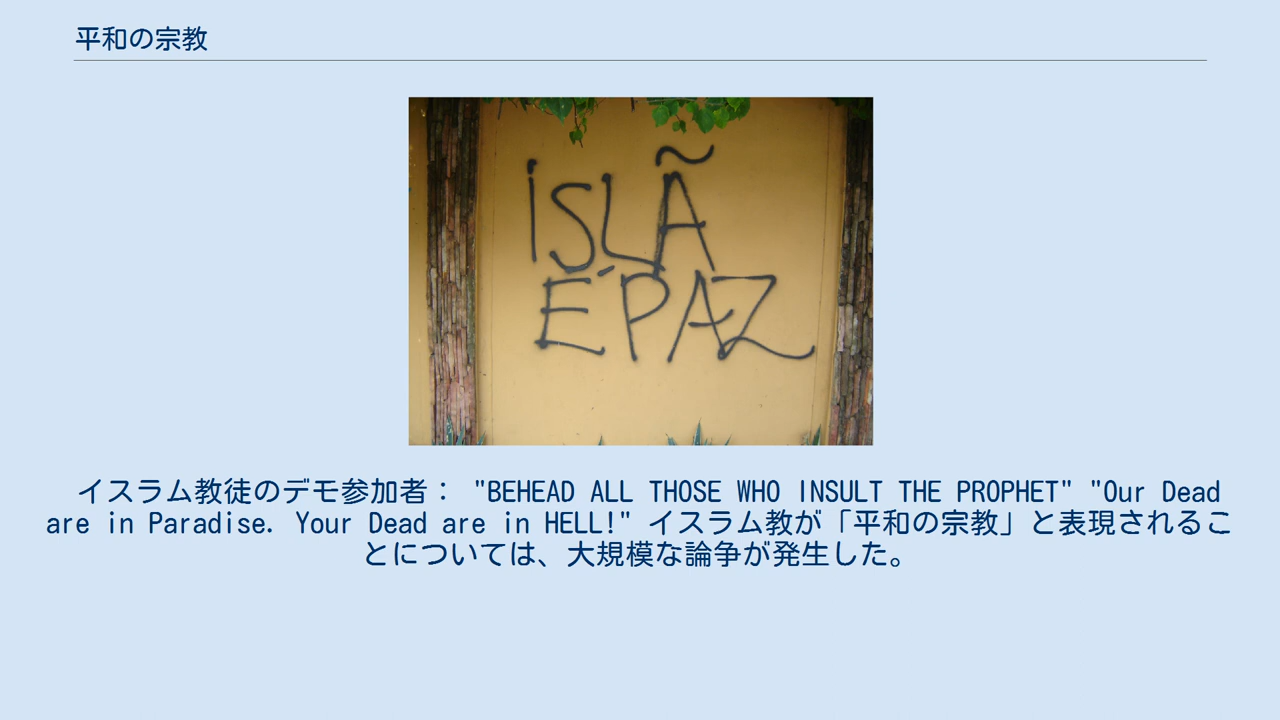 平和の宗教
ISLÃ
É PAZ
イスラム教徒のデモ参加者： "BEHEAD ALL THOSE WHO INSULT THE PROPHET" "Our Dead
are in Paradise. Your Dead are in HELL!" イスラム教が「平和の宗教」と表現されるこ
とについては、大規模な論争が発生した。